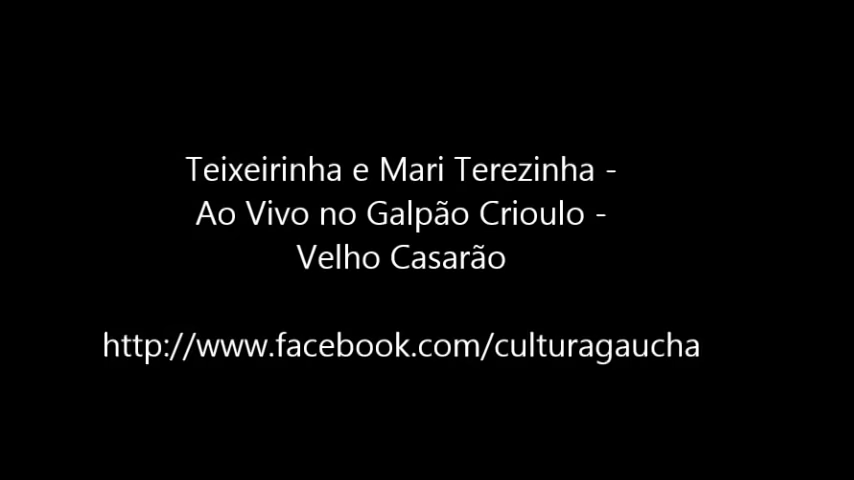 Teixeirinha e Mari Terezinha -
Ao Vivo no Galpão Crioulo -
Velho Casarão
http://www.facebook.com/culturagaucha